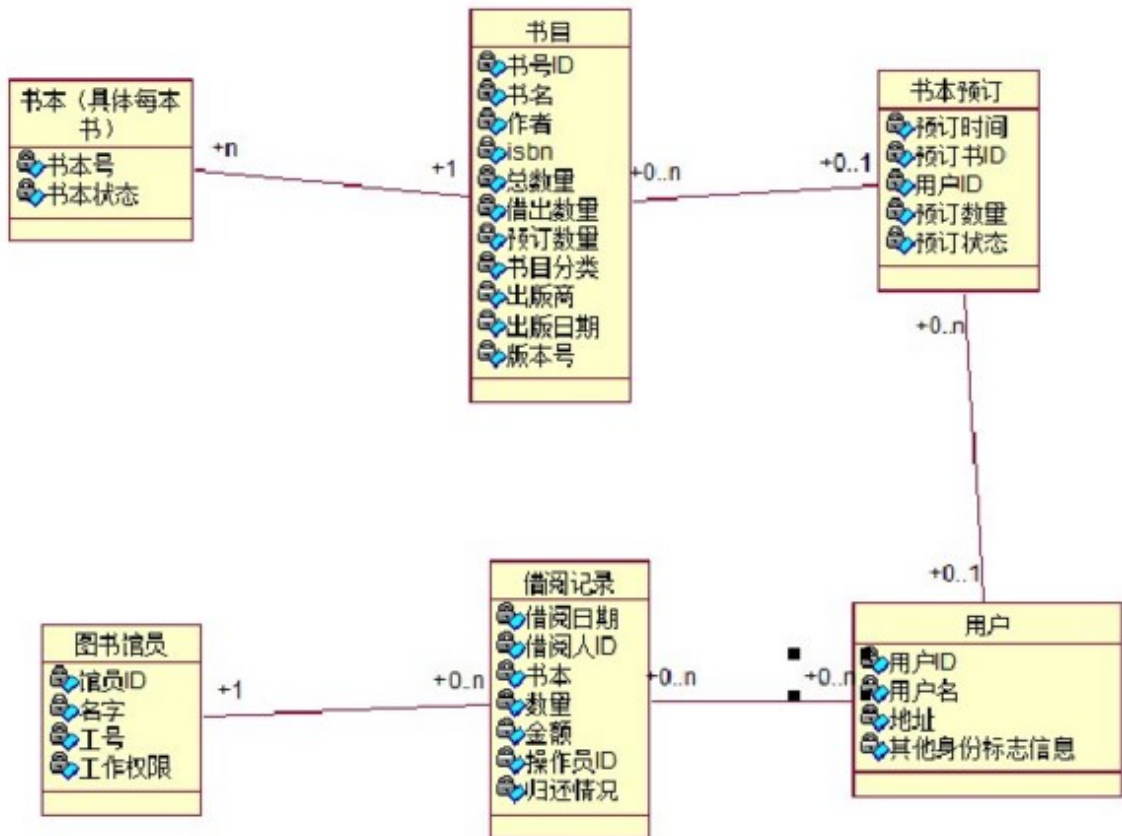 书目
书号ID
书名
作者
isbn
总数量
借出数量
预订数量
书目分类
出版商
出版日期
版本号
书本（具体每本
书）
书本号
书本状态
+n
+1
+0..n
+0..1
书本预订
预订时间
预订书ID
用户ID
预订数量
预订状态
+0..n
+0..1
图书馆员
馆员ID
名字
工号
工作权限
+1
+0..n
借阅记录
借阅日期
借阅人ID
书本
数量
金额
操作员ID
归还情况
+0..n
+0..n
用户
用户ID
用户名
地址
其他身份标志信息